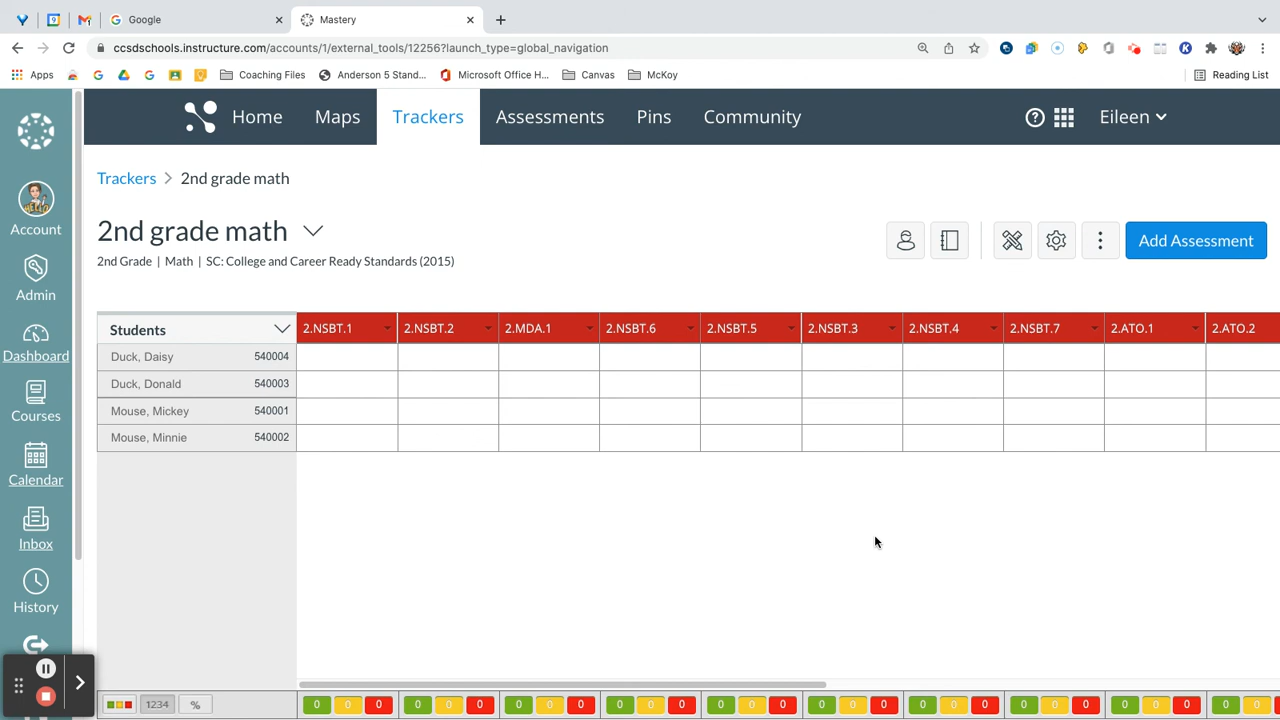 Google
Mastery
ccsdschools.instructure.com/accounts/1/external_tools/12256?launch_type=global_navigation
Apps Coaching Files Anderson 5 Stand... Microsoft Office H... Canvas McKoy Reading List
Home Maps Trackers Assessments Pins Community Eileen
Account
Admin
Dashboard
Courses
Calendar
Inbox
History
Trackers > 2nd grade math
2nd grade math
2nd Grade | Math | SC: College and Career Ready Standards (2015)
Add Assessment
Students 2.NSBT.1 2.NSBT.2 2.MDA.1 2.NSBT.6 2.NSBT.5 2.NSBT.3 2.NSBT.4 2.NSBT.7 2.ATO.1 2.ATO.2
Duck, Daisy 540004
Duck, Donald 540003
Mouse, Mickey 540001
Mouse, Minnie 540002
1234 % 0 0 0 0 0 0 0 0 0 0 0 0 0 0 0 0 0 0 0 0 0 0 0 0 0 0 0 0 0